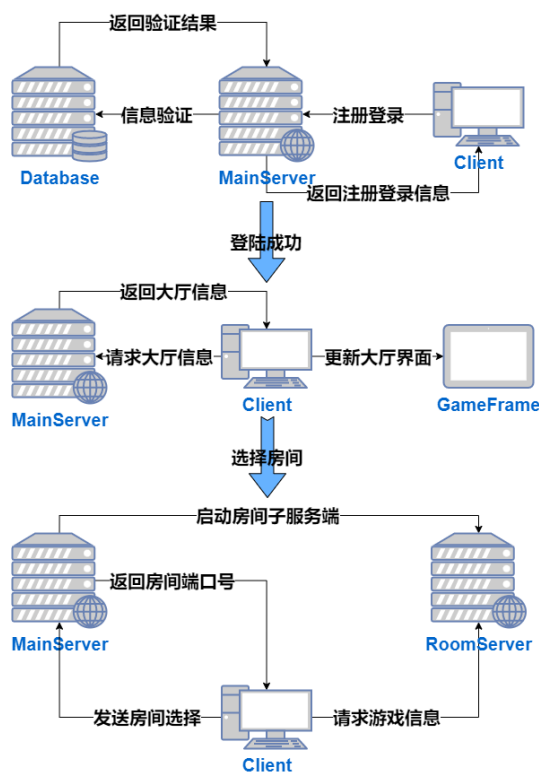 返回验证结果
信息验证
注册登录
Database
MainServer
Client
返回注册登录信息
登陆成功
返回大厅信息
请求大厅信息
更新大厅界面
MainServer
Client
GameFrame
选择房间
启动房间子服务端
返回房间端口号
MainServer
RoomServer
发送房间选择
请求游戏信息
Client